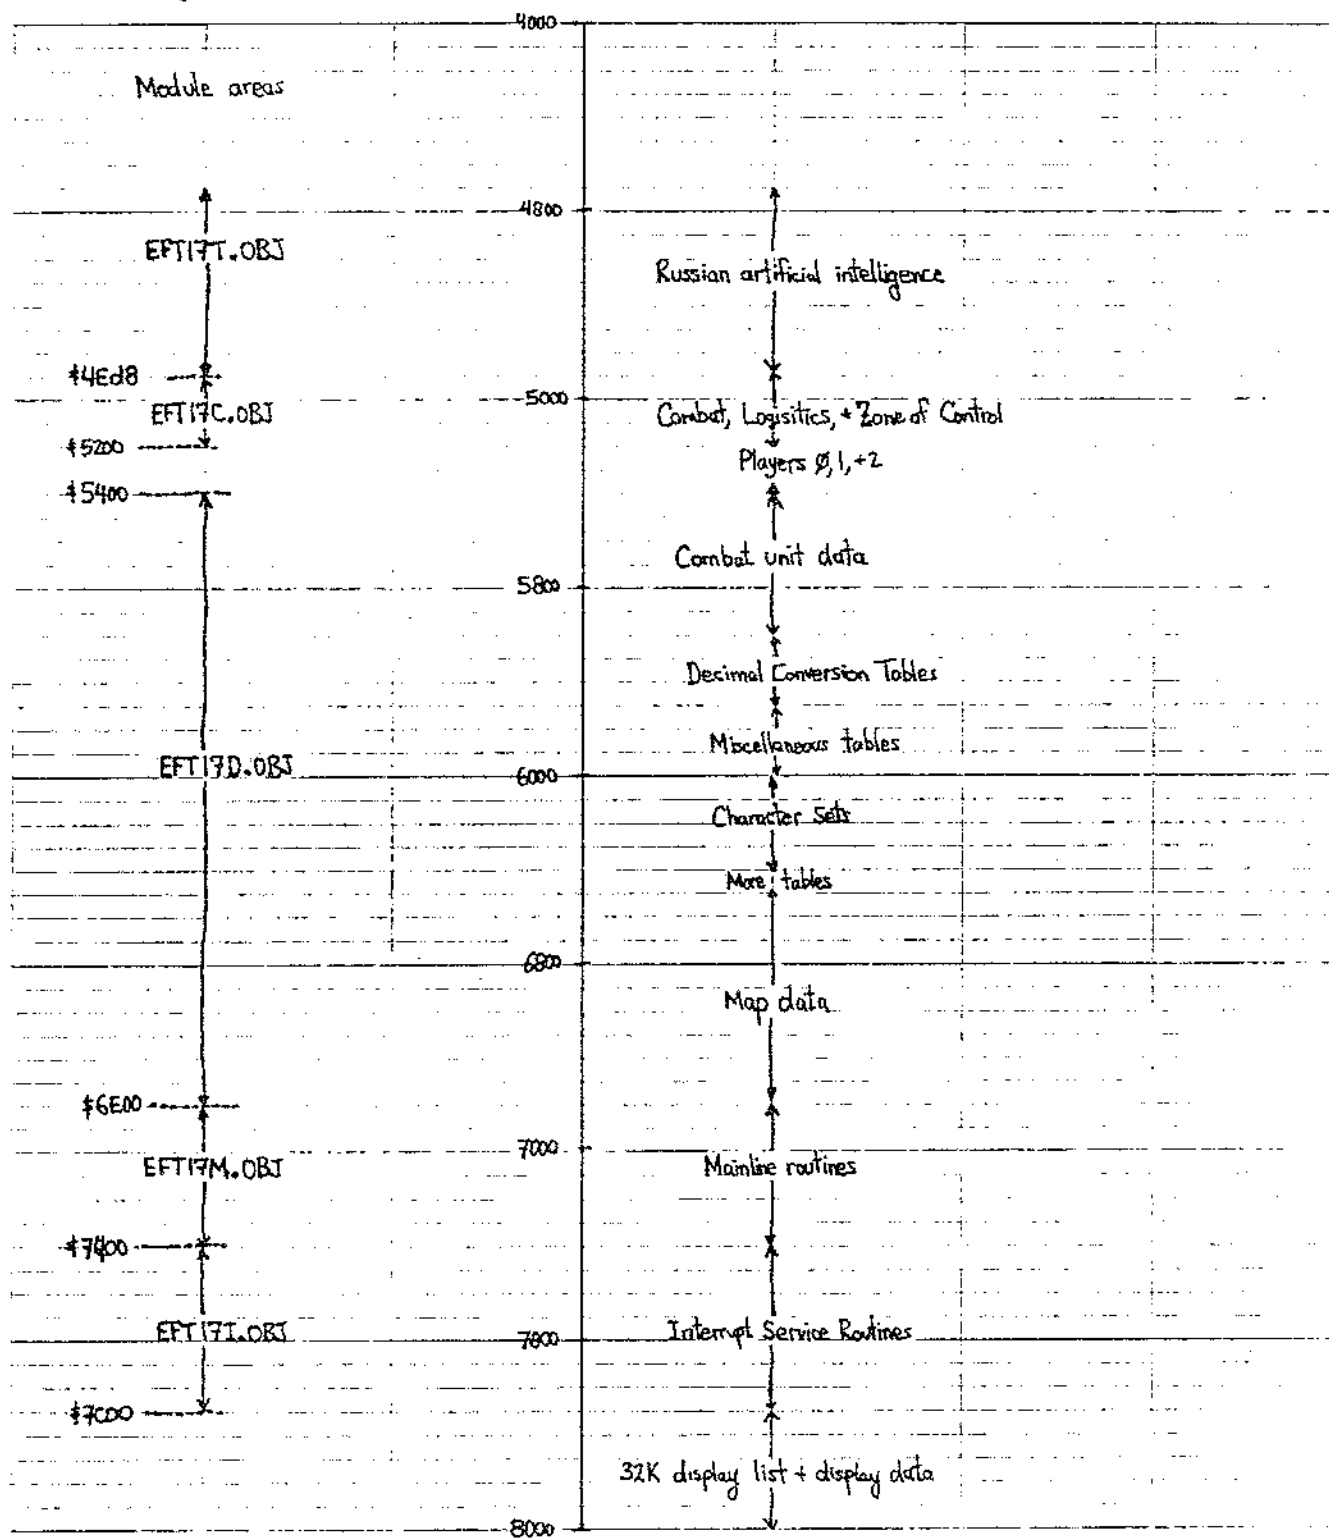 4000
Module areas
4800
EFT17T.OBJ
Russian artificial intelligence
$4Ed8
5000
EFT17C.OBJ
Combat, Logisitics, + Zone of Control
$5200
Players Ø, 1, +2
$5400
Combat unit data
5800
Decimal Conversion Tables
Miscellaneous tables
EFT17D.OBJ
6000
Character Sets
More tables
6800
Map data
$6E00
7000
EFT17M.OBJ
Mainline routines
$7400
EFT17I.OBJ
7800
Interrupt Service Routines
$7C00
32K display list + display data
8000